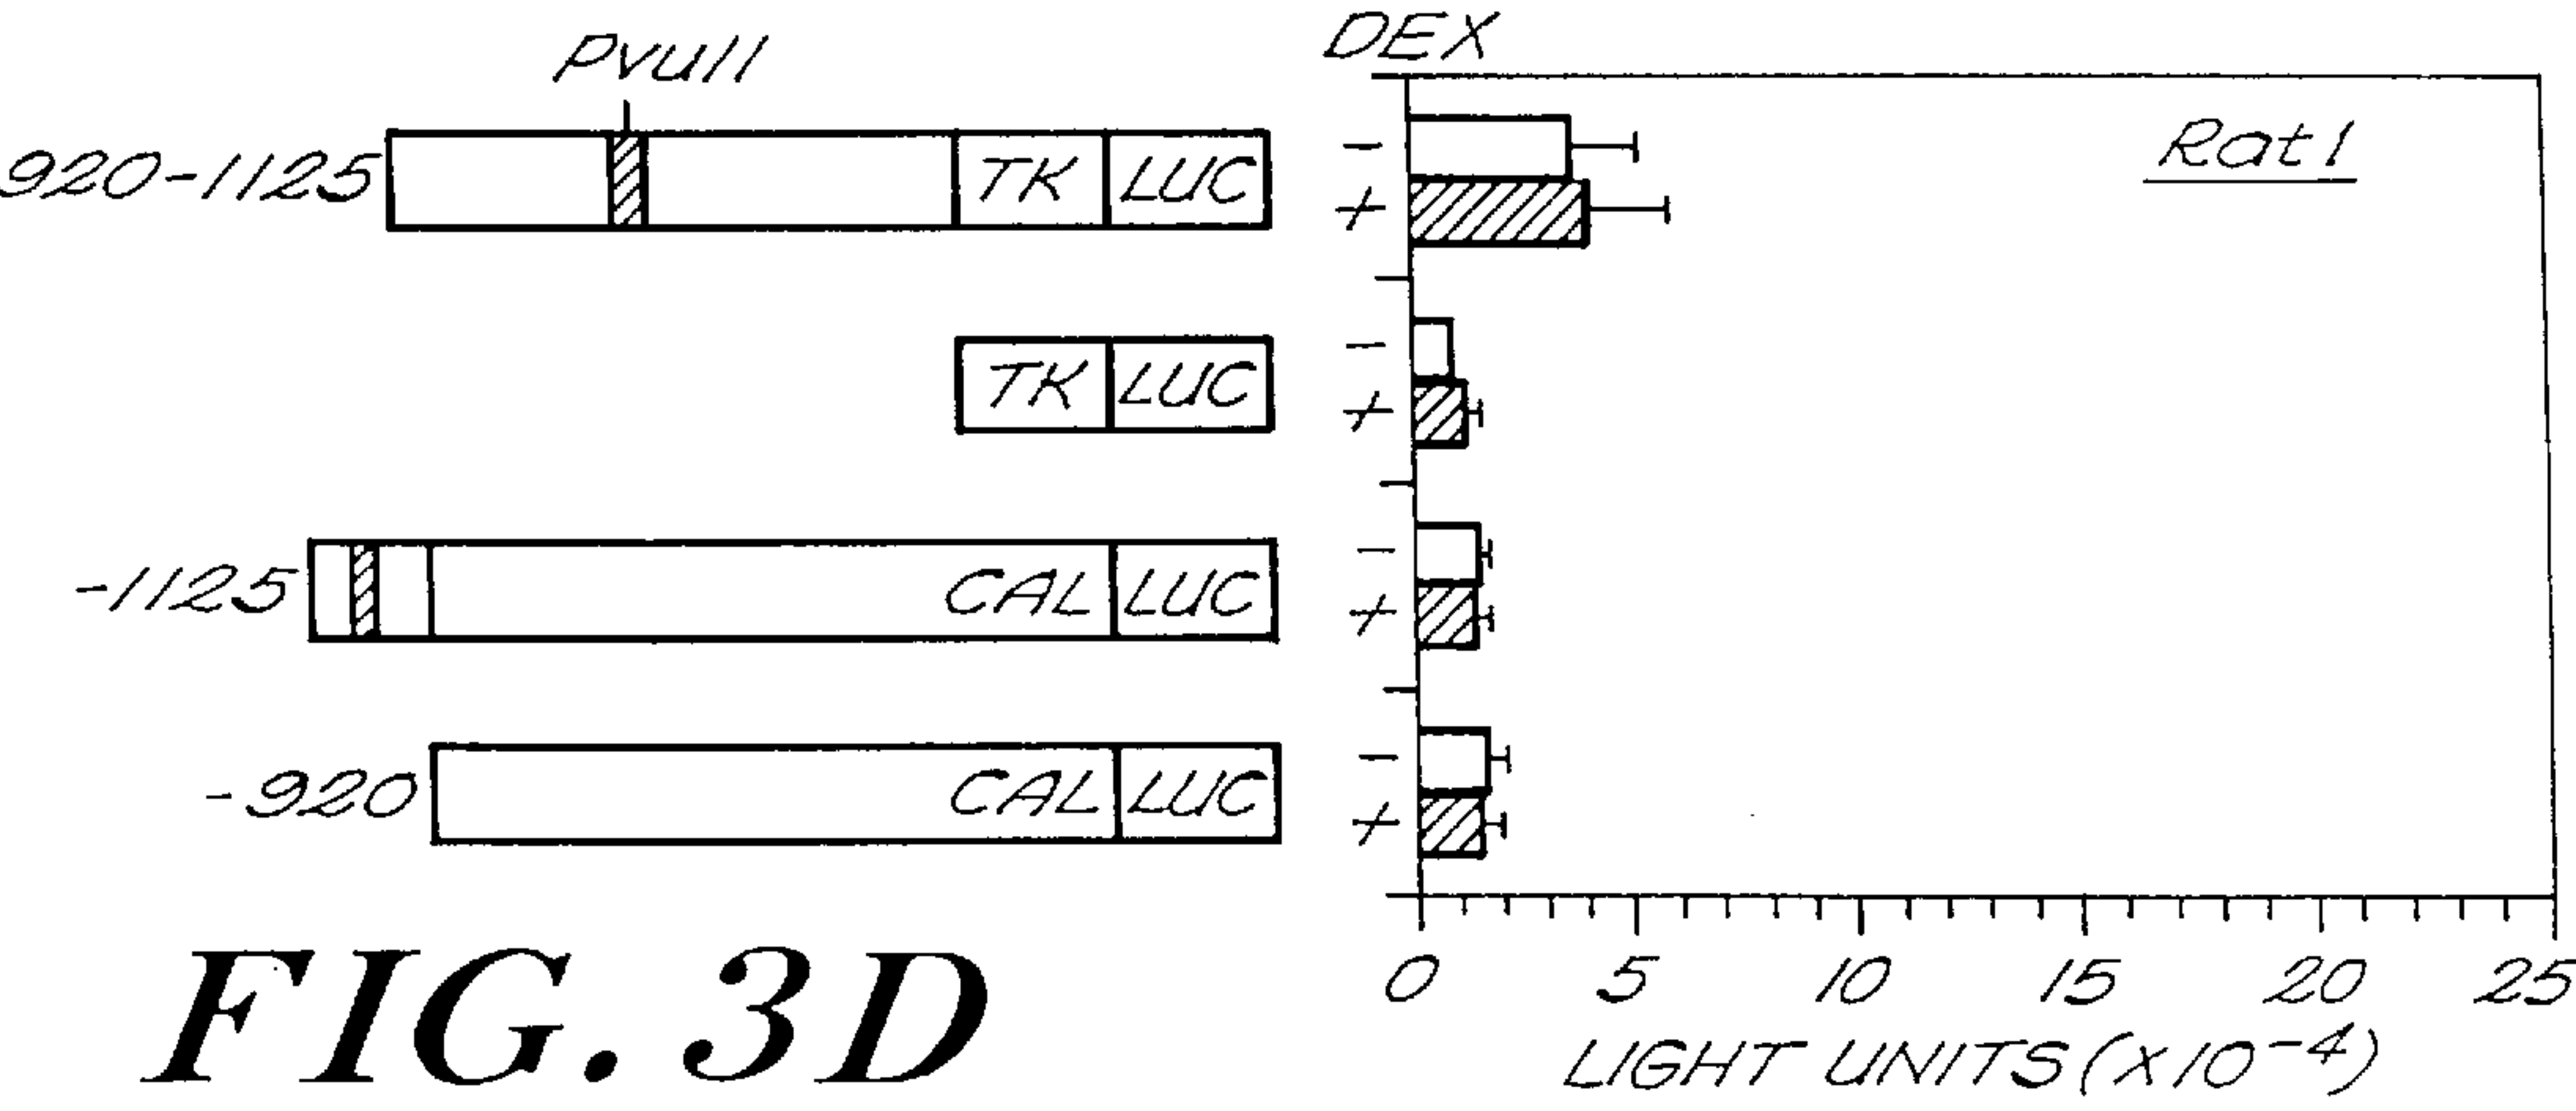 PvuII
DEX
920-1125 TK LUC - Rat1
+
TK LUC -
+
-1125 CAL LUC -
+
-920 CAL LUC -
+
0 5 10 15 20 25
LIGHT UNITS (x10⁻⁴)
FIG. 3D